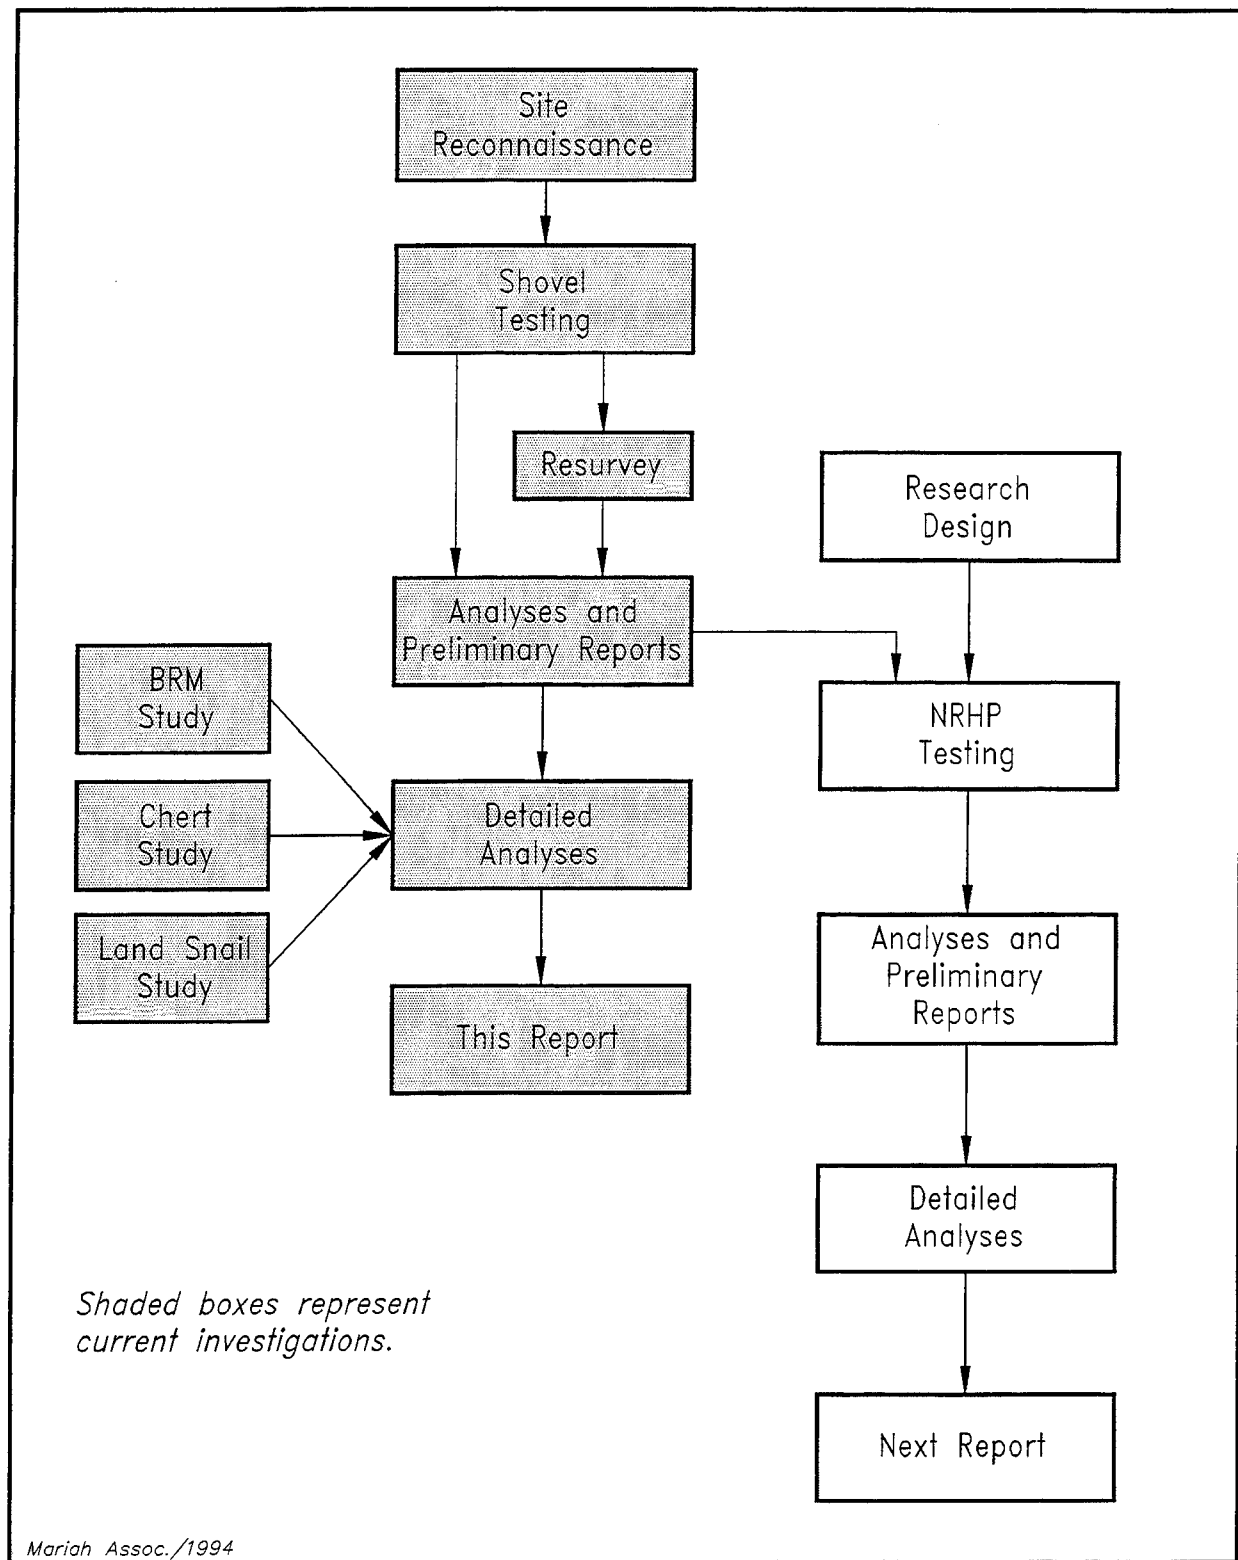 Site
Reconnaissance
Shovel
Testing
Resurvey
Research
Design
Analyses and
Preliminary Reports
BRM
Study
NRHP
Testing
Chert
Study
Detailed
Analyses
Land Snail
Study
Analyses and
Preliminary
Reports
This Report
Detailed
Analyses
Shaded boxes represent
current investigations.
Next Report
Mariah Assoc./1994